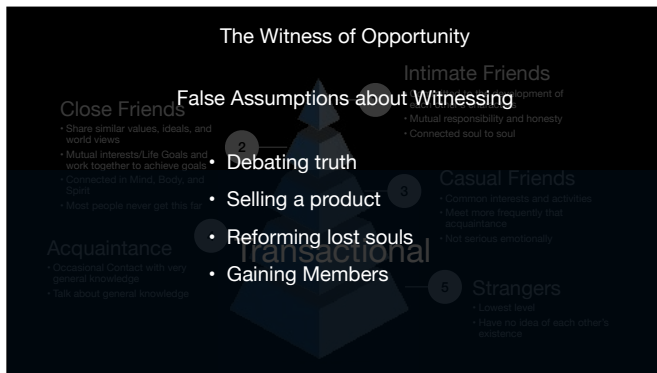 The Witness of Opportunity
False Assumptions about Witnessing
• Debating truth
• Selling a product
• Reforming lost souls
• Gaining Members
Intimate Friends
development of
• Mutual responsibility and honesty
• Connected soul to soul
Close Friends
• Share similar values, ideals, and
world views
• Mutual interests/Life Goals and
work together to achieve goals
• Connected in Mind, Body, and
Spirit
• Most people never get this far
2
3
Casual Friends
• Common interests and activities
• Meet more frequently that
acquaintance
• Not serious emotionally
Acquaintance
• Occasional Contact with very
general knowledge
• Talk about general knowledge
Transactional
5
Strangers
• Lowest level
• Have no idea of each other's
existence